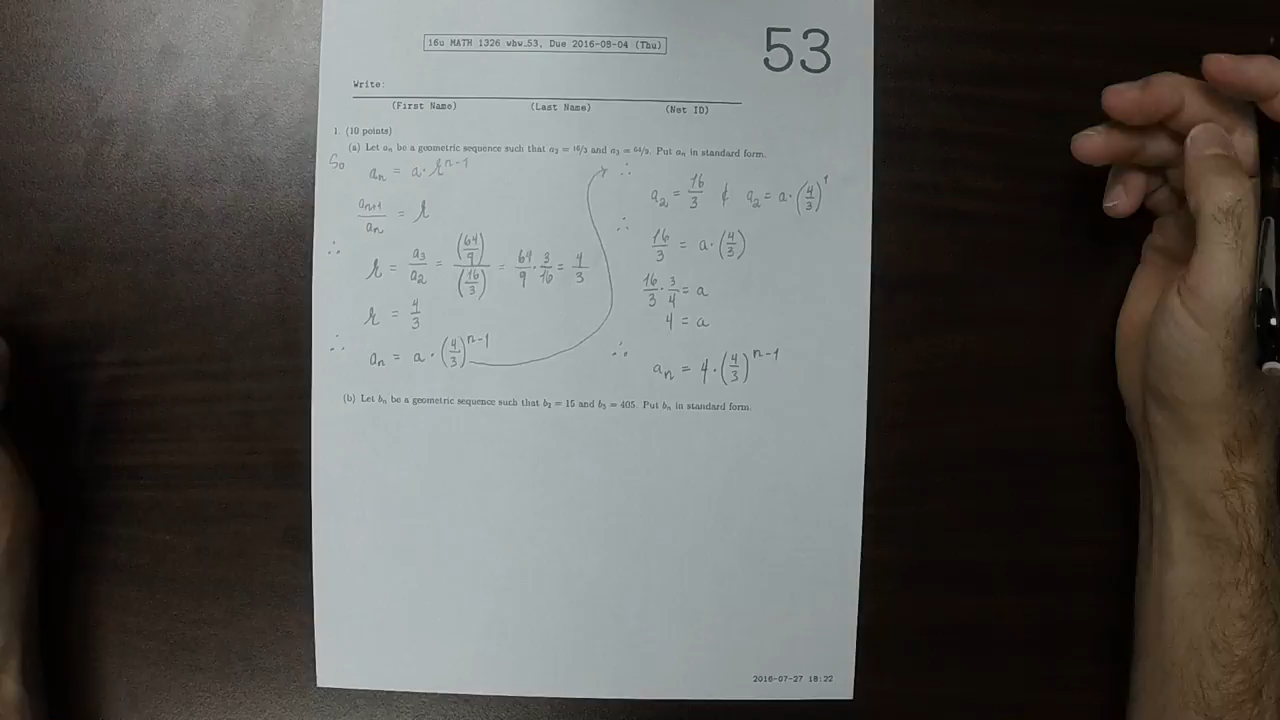 16u MATH 1326 whw.53, Due 2016-08-04 (Thu)
53
Write:
(First Name) (Last Name) (Net ID)
1. (10 points)
(a) Let aₙ be a geometric sequence such that a₂ = 16/3 and a₃ = 64/9. Put aₙ in standard form.
So aₙ = a · r^(n-1)
aₙ₊₁/aₙ = r
∴
r = a₃/a₂ = (64/9)/(16/3) = 64/9 · 3/16 = 4/3
r = 4/3
∴ aₙ = a · (4/3)^(n-1)
∴
a₂ = 16/3 & a₂ = a · (4/3)^1
∴
16/3 = a · (4/3)
16/3 · 3/4 = a
4 = a
∴ aₙ = 4 · (4/3)^(n-1)
(b) Let bₙ be a geometric sequence such that b₂ = 15 and b₃ = 405. Put bₙ in standard form.
2016-07-27 18:22